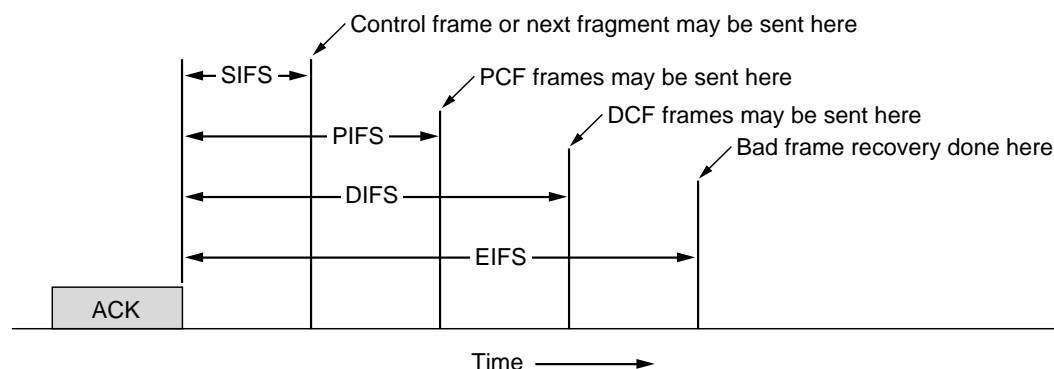 Control frame or next fragment may be sent here
SIFS
PCF frames may be sent here
PIFS
DCF frames may be sent here
Bad frame recovery done here
DIFS
EIFS
ACK
Time